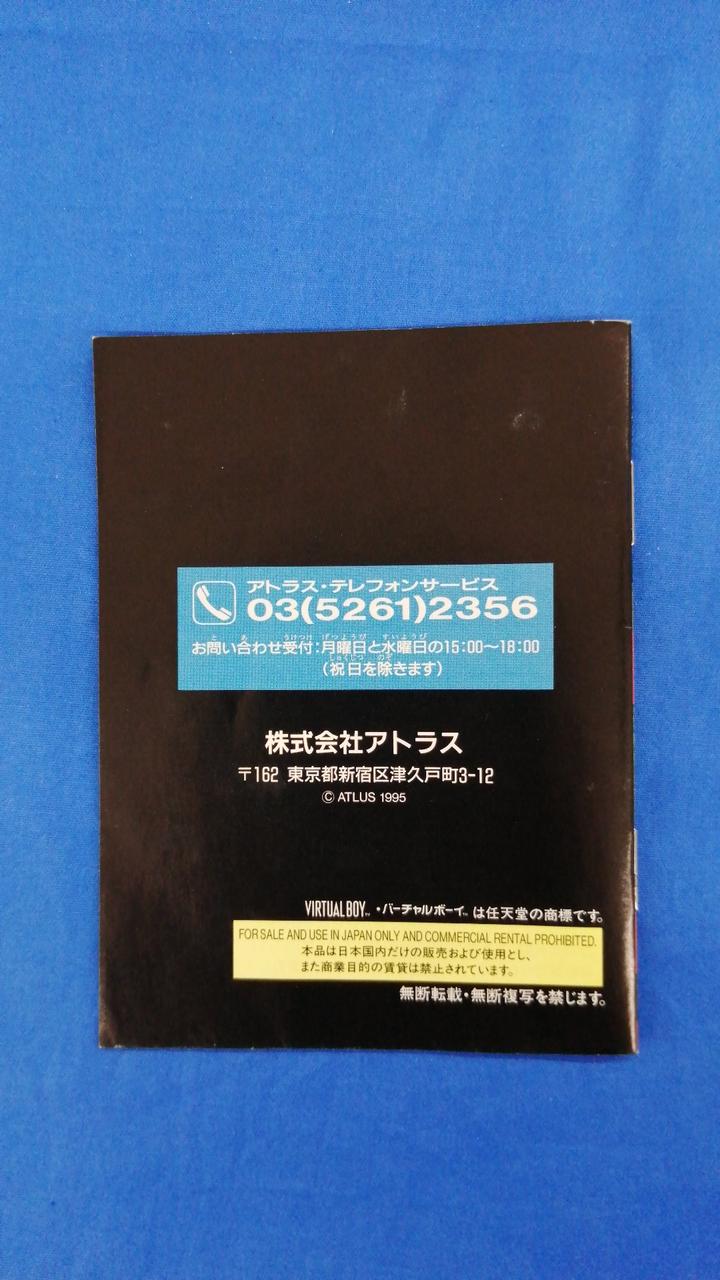 アトラス・テレフォンサービス
03(5261)2356
お問い合わせ受付:月曜日と水曜日の15:00〜18:00
(祝日を除きます)
株式会社アトラス
〒162 東京都新宿区津久戸町3-12
© ATLUS 1995
VIRTUAL BOY™・バーチャルボーイ™ は任天堂の商標です。
FOR SALE AND USE IN JAPAN ONLY AND COMMERCIAL RENTAL PROHIBITED.
本品は日本国内だけの販売および使用とし、
また商業目的の賃貸は禁止されています。
無断転載・無断複写を禁じます。